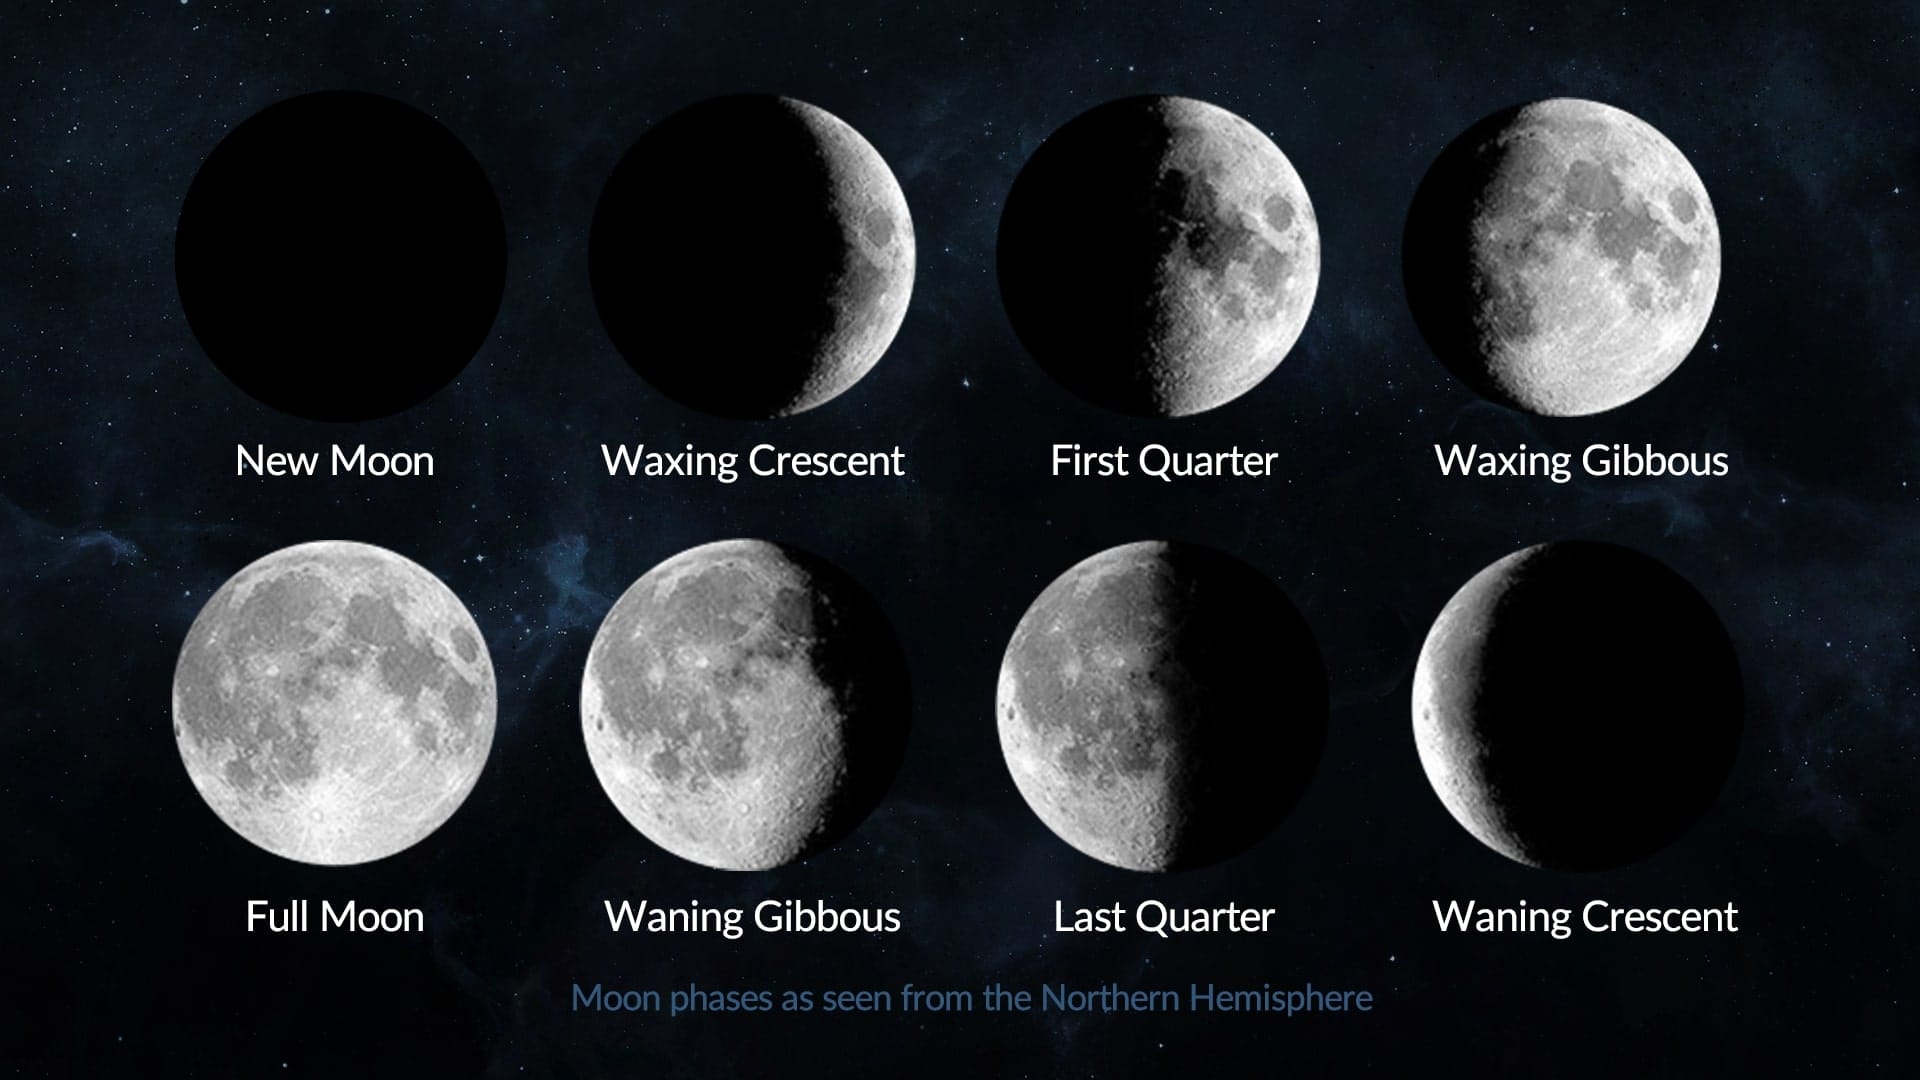 New Moon
Waxing Crescent
First Quarter
Waxing Gibbous
Full Moon
Waning Gibbous
Last Quarter
Waning Crescent
Moon phases as seen from the Northern Hemisphere